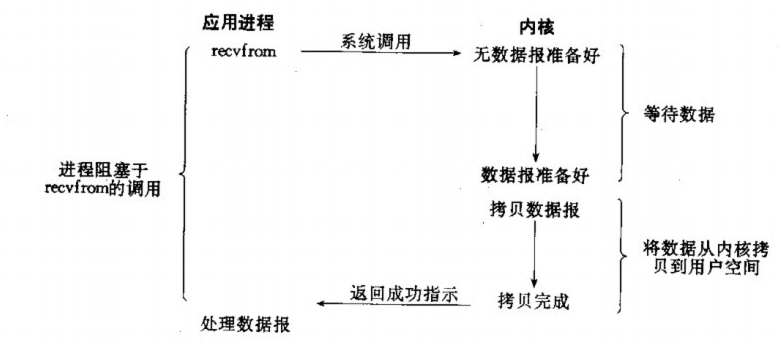 应用进程
内核
recvfrom
系统调用
无数据报准备好
等待数据
进程阻塞于
recvfrom的调用
数据报准备好
拷贝数据报
将数据从内核拷
贝到用户空间
返回成功指示
拷贝完成
处理数据报